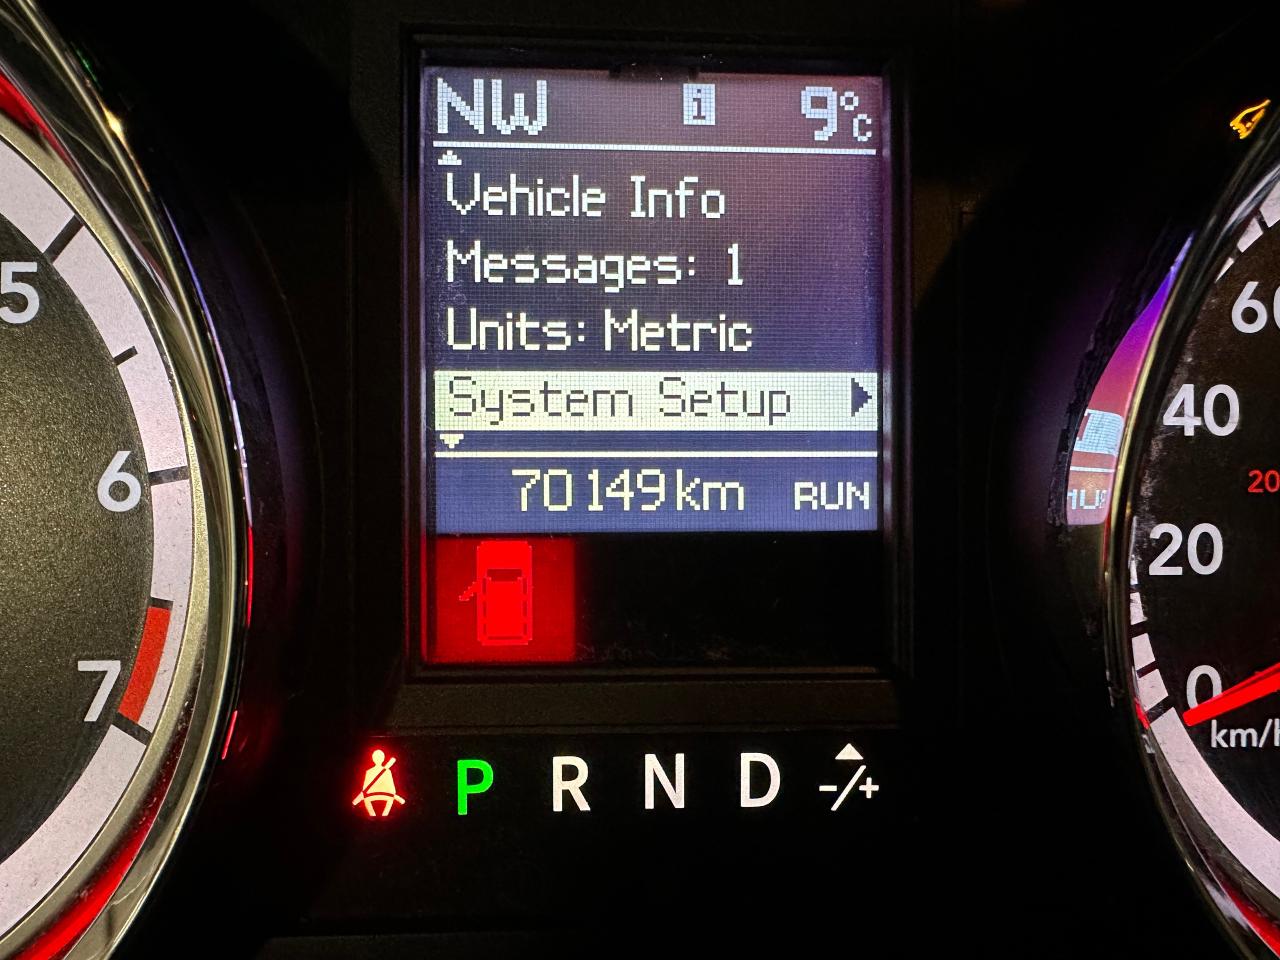 NW i 9°C
Vehicle Info
Messages: 1
Units: Metric
System Setup
70149 km RUN
P R N D -/+
5
6
7
60
40
20
20
0
km/h